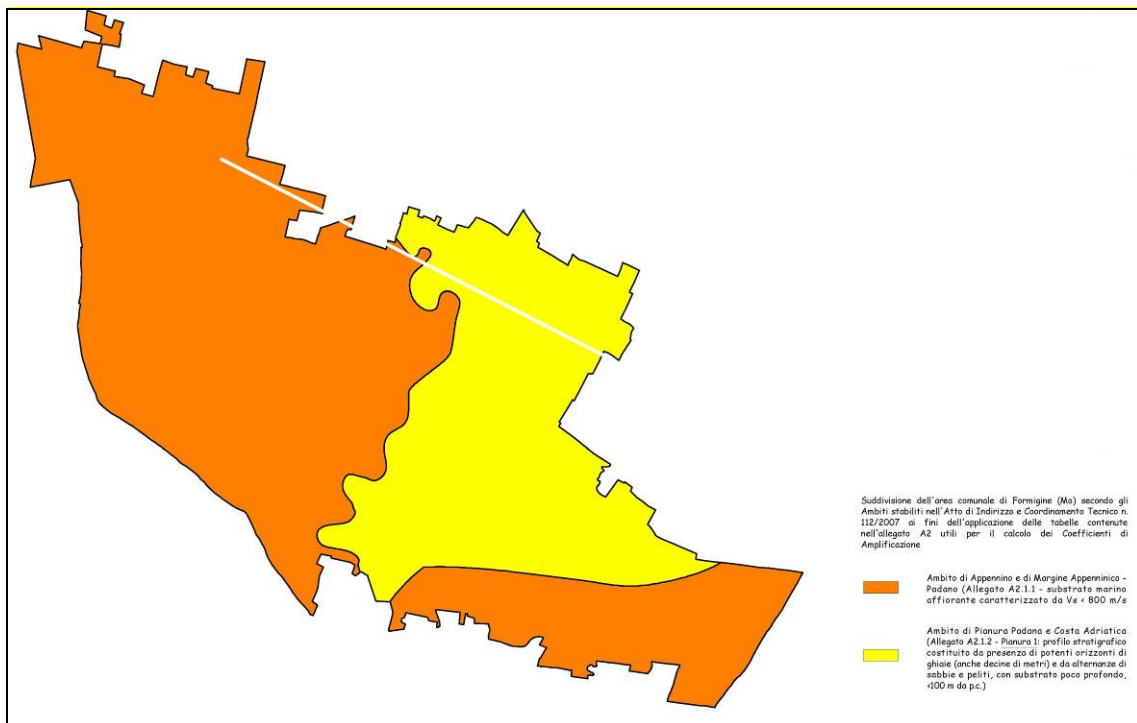 Suddivisione dell'area comunale di Formigine (Mo) secondo gli
Ambiti stabiliti nell'Atto di Indirizzo e Coordinamento Tecnico n.
112/2007 ai fini dell'applicazione delle tabelle contenute
nell'allegato A2 utili per il calcolo dei Coefficienti di
Amplificazione
Ambito di Appennino e di Margine Appenninico -
Padano (Allegato A2.1.1 - substrato marino
affiorante caratterizzato da Vs < 800 m/s
Ambito di Pianura Padana e Costa Adriatica
(Allegato A2.1.2 - Pianura 1: profilo stratigrafico
costituito da presenza di potenti orizzonti di
ghiaie (anche decine di metri) e da alternanze di
sabbie e peliti, con substrato poco profondo,
<100 m da p.c.)